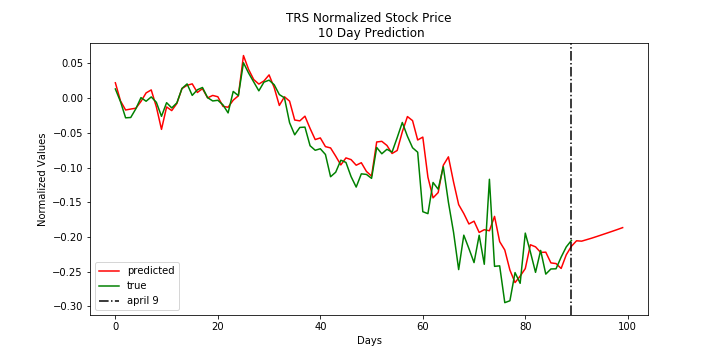 TRS Normalized Stock Price
10 Day Prediction
Normalized Values
0.05
0.00
−0.05
−0.10
−0.15
−0.20
−0.25
−0.30
predicted
true
april 9
0
20
40
60
80
100
Days